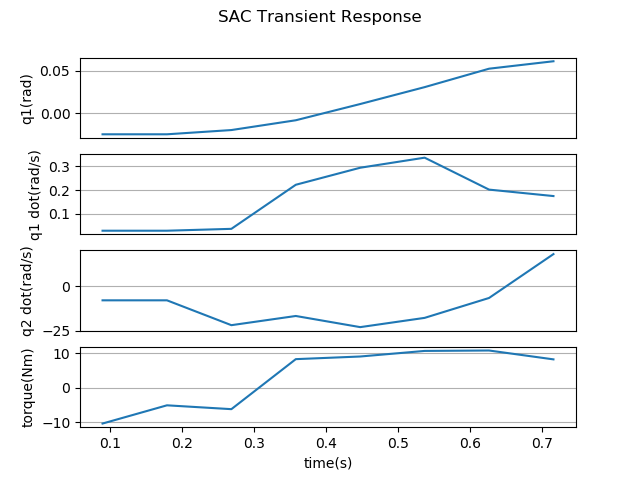 SAC Transient Response
0.05
0.00
q1(rad)
0.3
0.2
0.1
q1 dot(rad/s)
0
−25
q2 dot(rad/s)
10
0
−10
torque(Nm)
0.1 0.2 0.3 0.4 0.5 0.6 0.7
time(s)